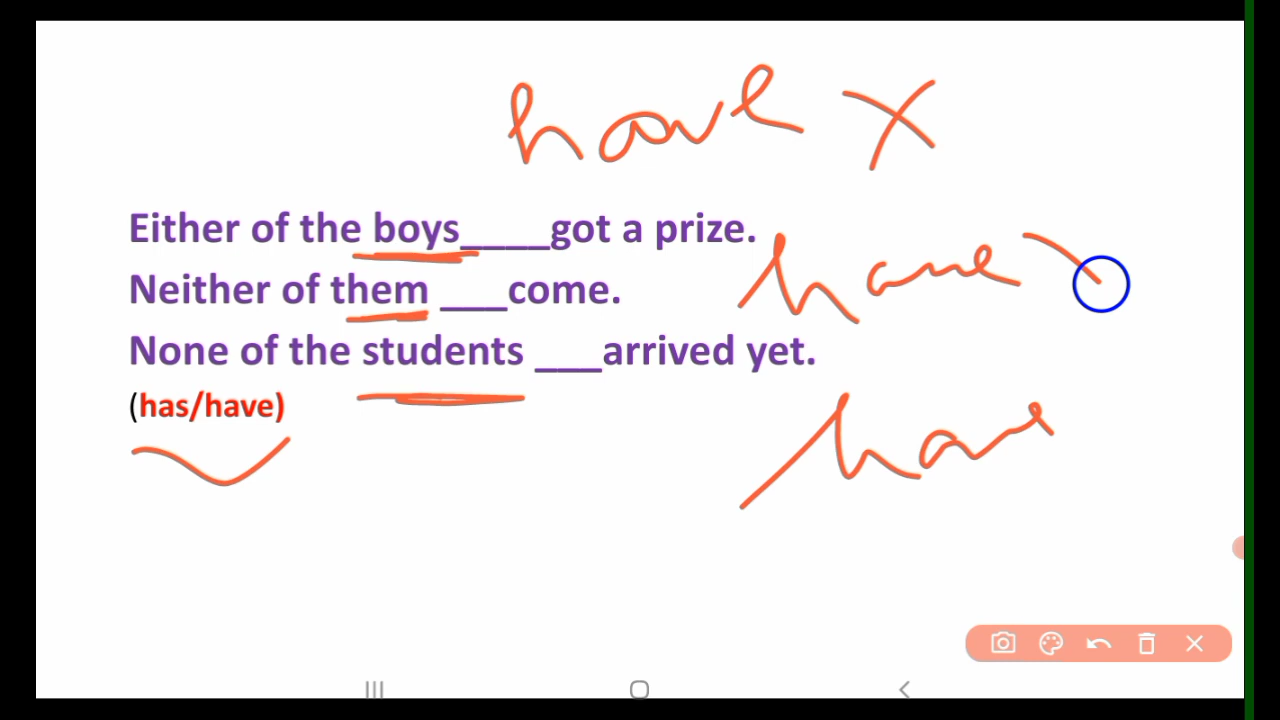 have ✗
Either of the boys____got a prize.
have
Neither of them ___come.
None of the students ___arrived yet.
(has/have)
have